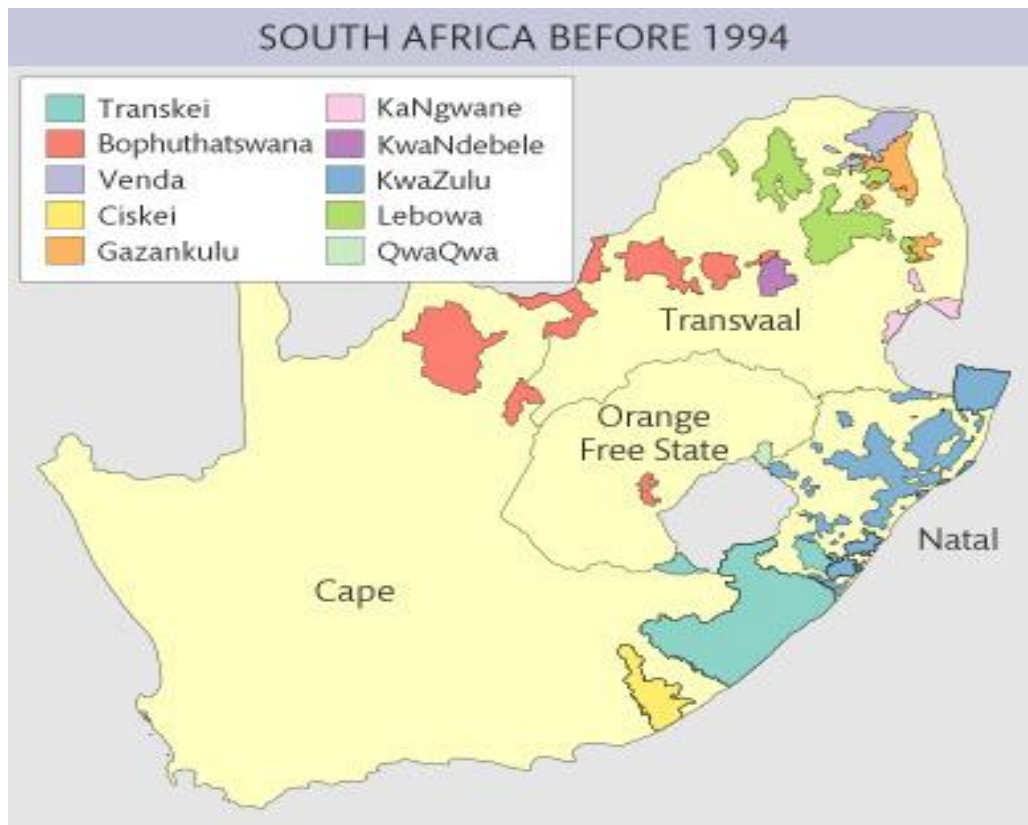 SOUTH AFRICA BEFORE 1994
Transkei
Bophuthatswana
Venda
Ciskei
Gazankulu
KaNgwane
KwaNdebele
KwaZulu
Lebowa
QwaQwa
Transvaal
Orange
Free State
Natal
Cape